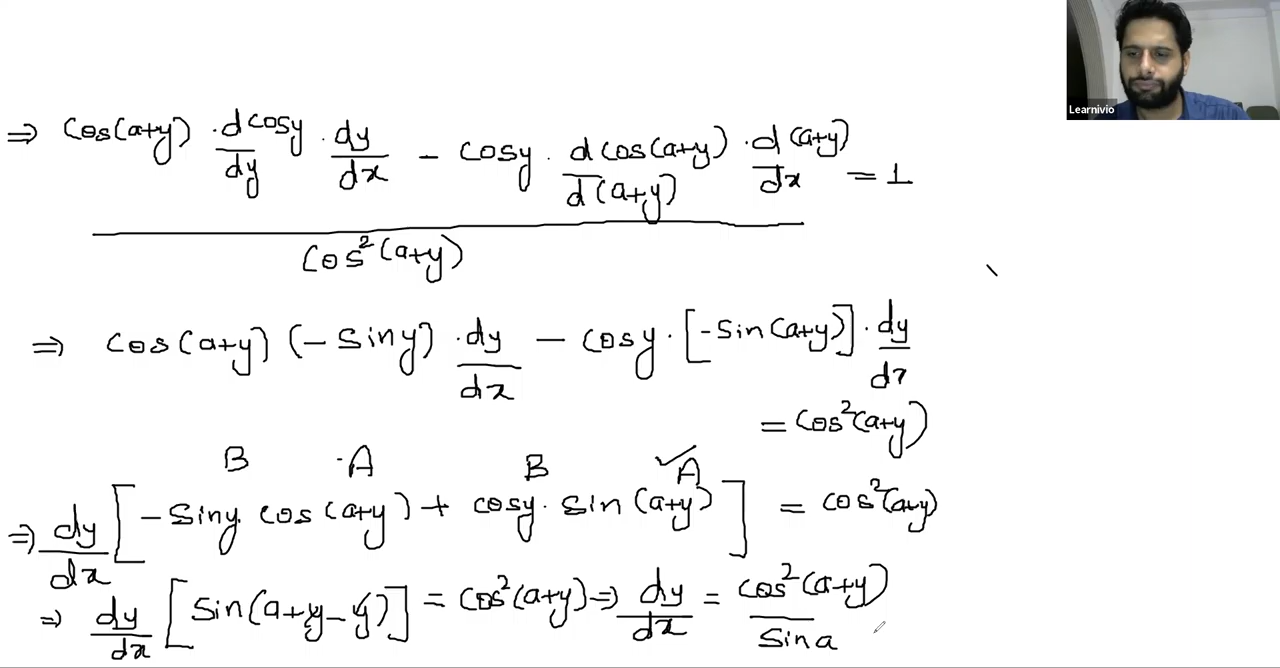 ⇒ cos(a+y) · d cosy/dy · dy/dx − cosy · d cos(a+y)/d(a+y) · d(a+y)/dx = 1
cos²(a+y)
Learnivio
⇒ cos(a+y) (− siny) · dy/dx − cosy · [−sin(a+y)] · dy/dx
= cos²(a+y)
B · A B ✓ A
⇒ dy/dx [− siny cos(a+y) + cosy · sin(a+y)] = cos²(a+y)
⇒ dy/dx [sin(a+y−y)] = cos²(a+y) ⇒ dy/dx = cos²(a+y)/sina